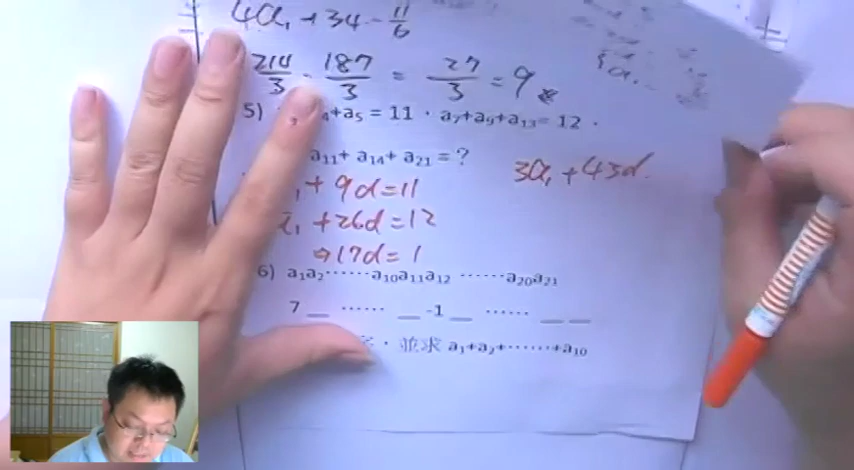 4a₁+34-11/6
214/3 - 187/3 = 27/3 = 9
5) +a₅ = 11 · a₇+a₉+a₁₃= 12 .
a₁₁+ a₁₄+ a₂₁ = ? 3a₁+43d.
₁ + 9d=11
₁ +26d=12
⇒17d=1
6) a₁a₂······a₁₀a₁₁a₁₂ ······a₂₀a₂₁
7 __ ······ __ -1 __ ······ __ __
· 並求 a₁+a₂+······+a₁₀